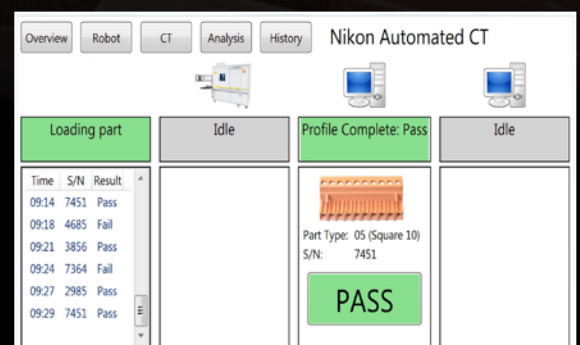 Overview Robot CT Analysis History Nikon Automated CT
Loading part Idle Profile Complete: Pass Idle
Time S/N Result
09:14 7451 Pass
09:18 4685 Fail
09:21 3856 Pass
09:24 7364 Fail
09:27 2985 Pass
09:29 7451 Pass
Part Type: 05 (Square 10)
S/N: 7451
PASS